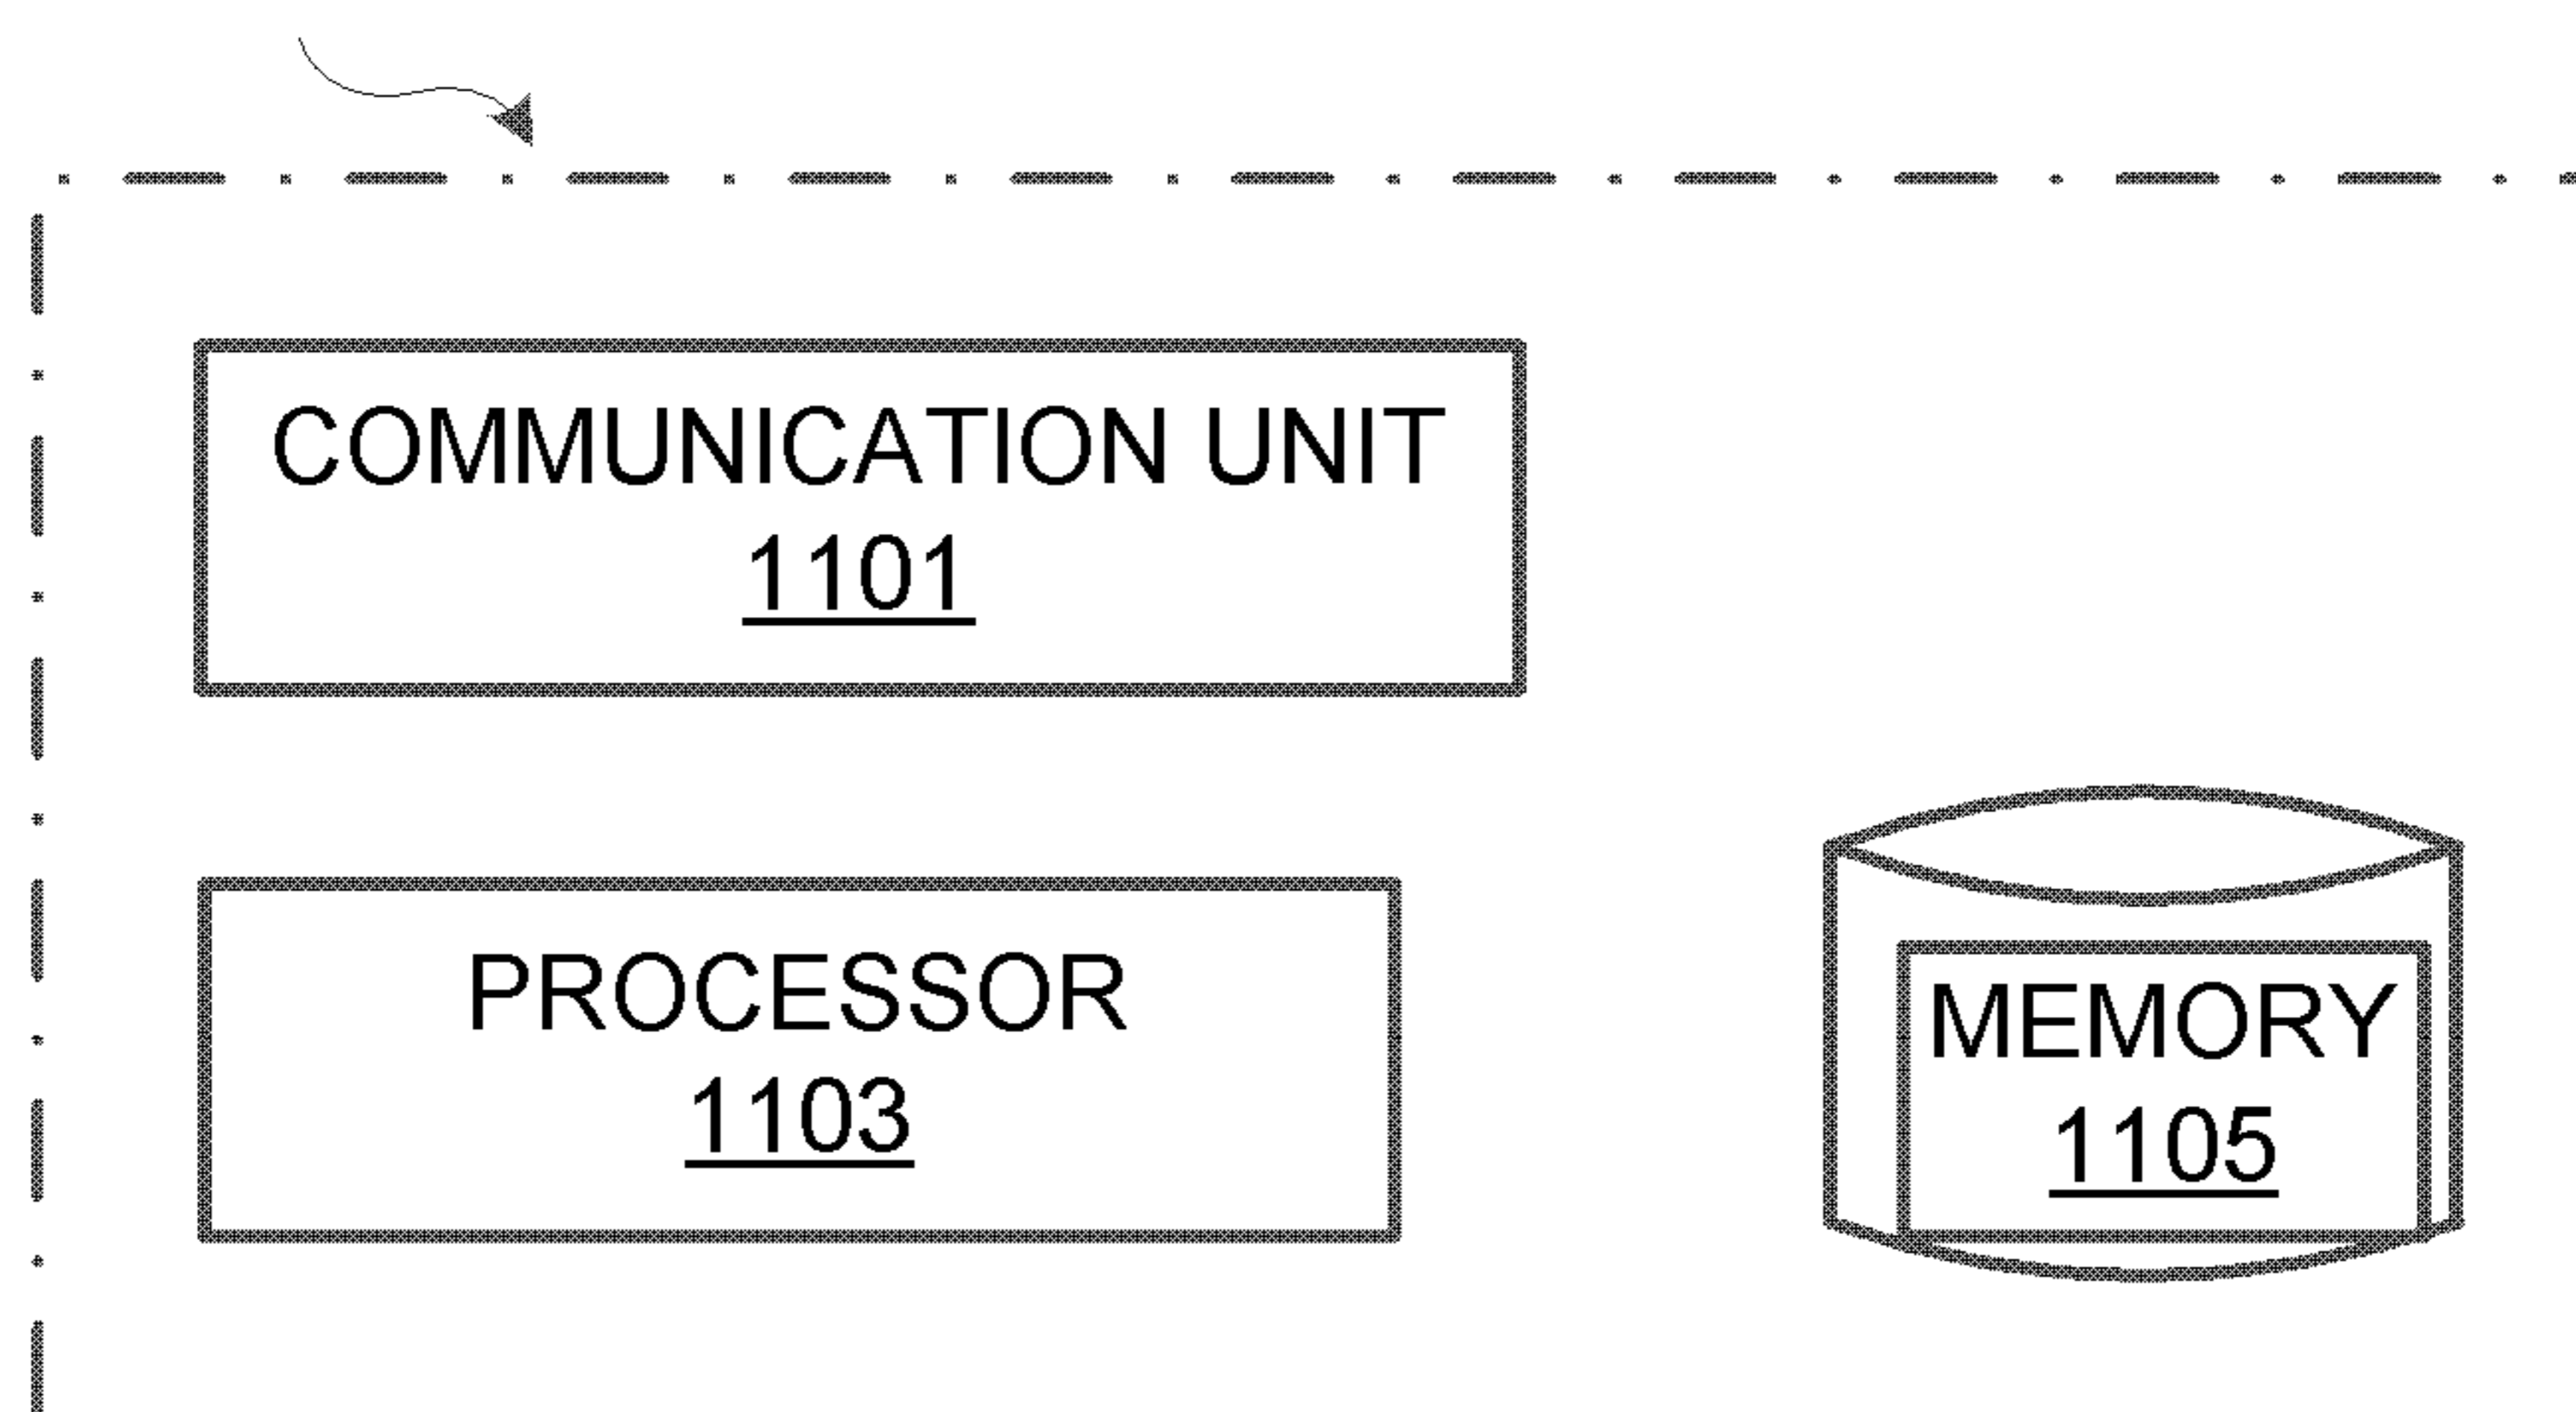 COMMUNICATION UNIT
1101
PROCESSOR
1103
MEMORY
1105